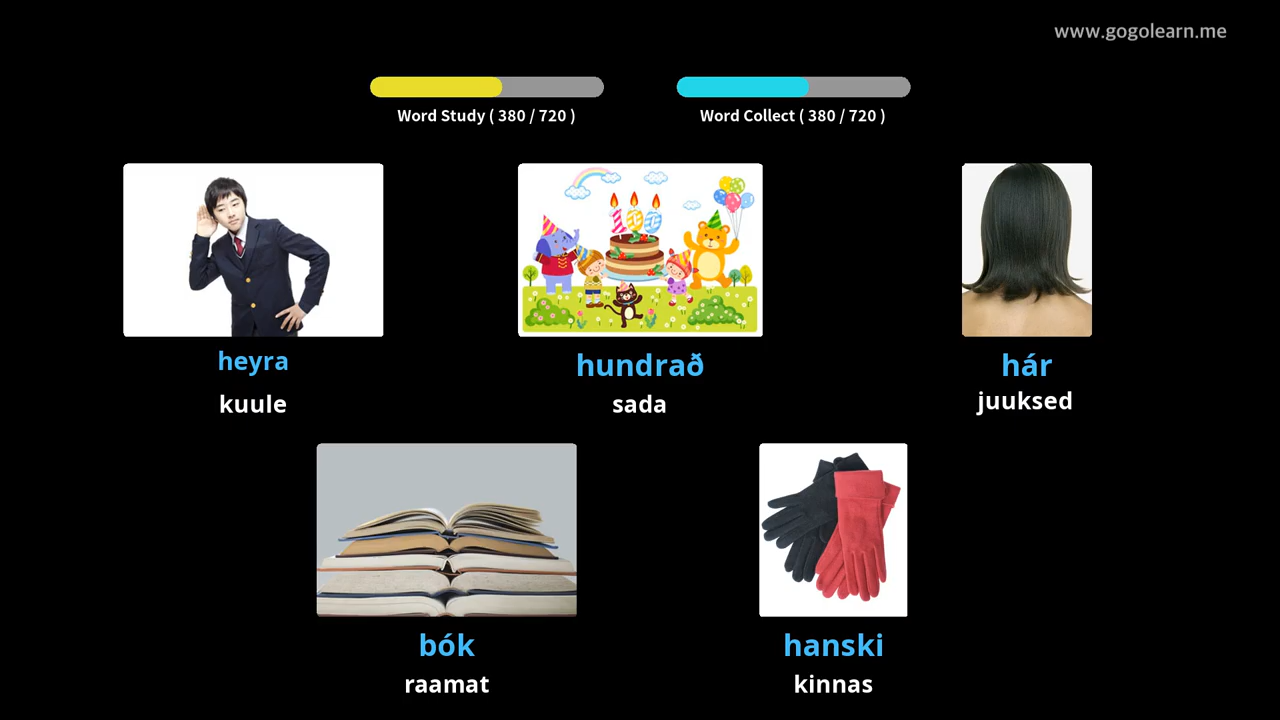 www.gogolearn.me
Word Study ( 380 / 720 )
Word Collect ( 380 / 720 )
100
heyra
kuule
hundrað
sada
hár
juuksed
bók
raamat
hanski
kinnas